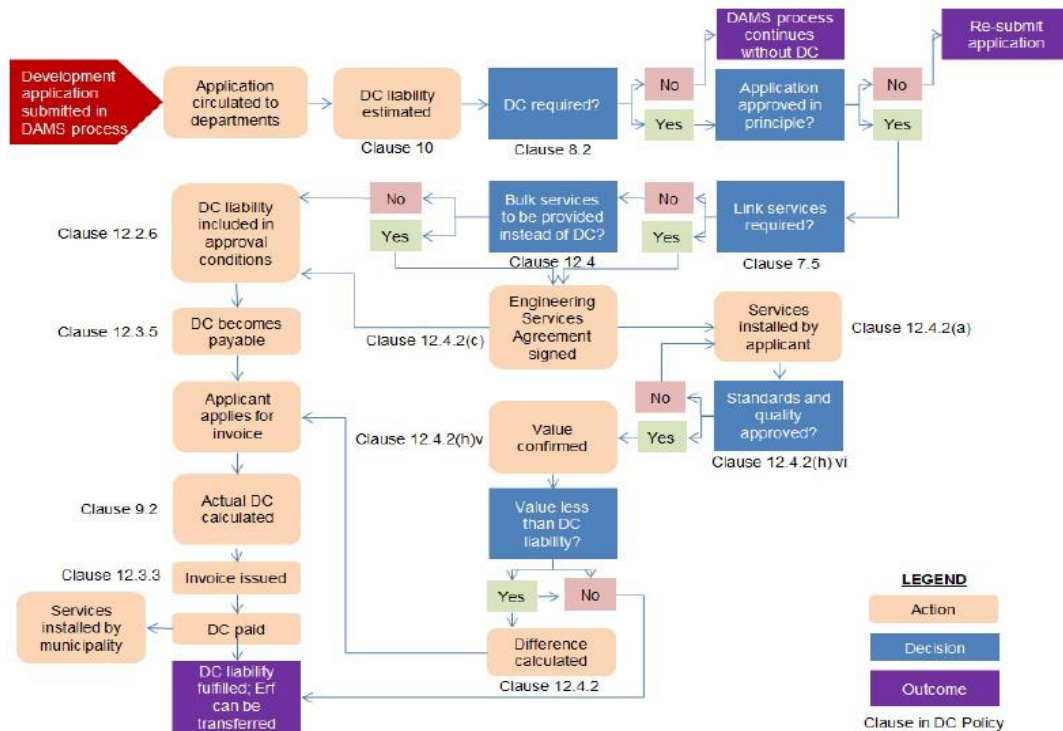 Development
application
submitted in
DAMS process
Application
circulated to
departments
DC liability
estimated
Clause 10
DC required?
Clause 8.2
No
Yes
DAMS process
continues
without DC
Application
approved in
principle?
No
Yes
Re-submit
application
Clause 12.2.6
DC liability
included in
approval
conditions
No
Yes
Bulk services
to be provided
instead of DC?
Clause 12.4
No
Yes
Link services
required?
Clause 7.5
Clause 12.3.5
DC becomes
payable
Clause 12.4.2(c)
Engineering
Services
Agreement
signed
Services
installed by
applicant
Clause 12.4.2(a)
Applicant
applies for
invoice
Clause 12.4.2(h)v
Value
confirmed
No
Yes
Standards and
quality
approved?
Clause 12.4.2(h) vi
Clause 9.2
Actual DC
calculated
Value less
than DC
liability?
Clause 12.3.3
Invoice issued
Yes
No
Services
installed by
municipality
DC paid
Difference
calculated
Clause 12.4.2
DC liability
fulfilled; Erf
can be
transferred
LEGEND
Action
Decision
Outcome
Clause in DC Policy